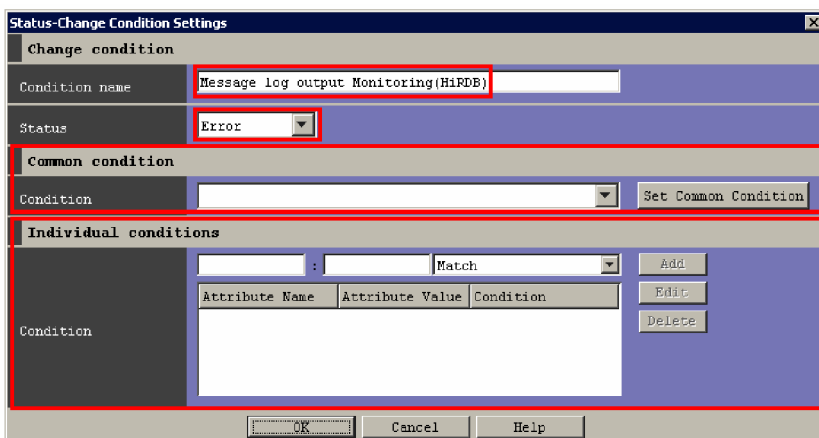 Status-Change Condition Settings
Change condition
Condition name Message log output Monitoring(HiRDB)
Status Error
Common condition
Condition Set Common Condition
Individual conditions
: Match Add
Attribute Name Attribute Value Condition Edit
Delete
Condition
OK Cancel Help